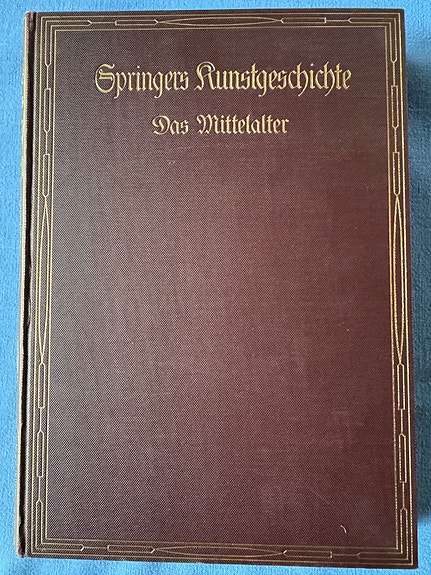 Springers Kunstgeschichte
Das Mittelalter